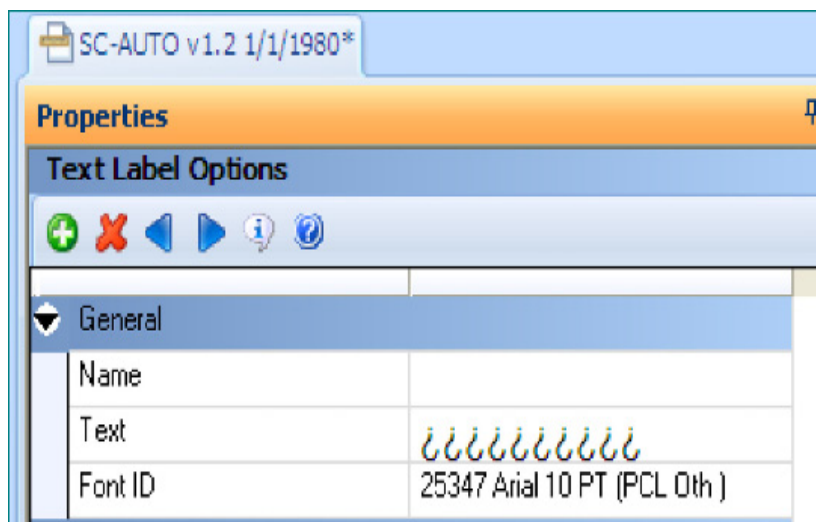 SC-AUTO v1.2 1/1/1980*
Properties
Text Label Options
General
Name
Text ¿¿¿¿¿¿¿¿¿¿
Font ID 25347 Arial 10 PT (PCL Oth )